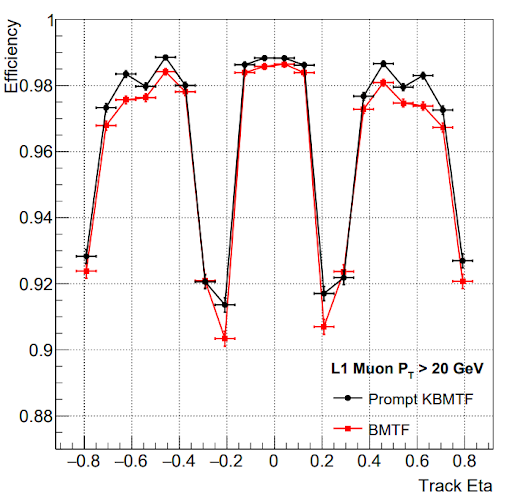 Efficiency
1
0.98
0.96
0.94
0.92
0.9
0.88
L1 Muon P_T > 20 GeV
Prompt KBMTF
BMTF
−0.8 −0.6 −0.4 −0.2 0 0.2 0.4 0.6 0.8
Track Eta